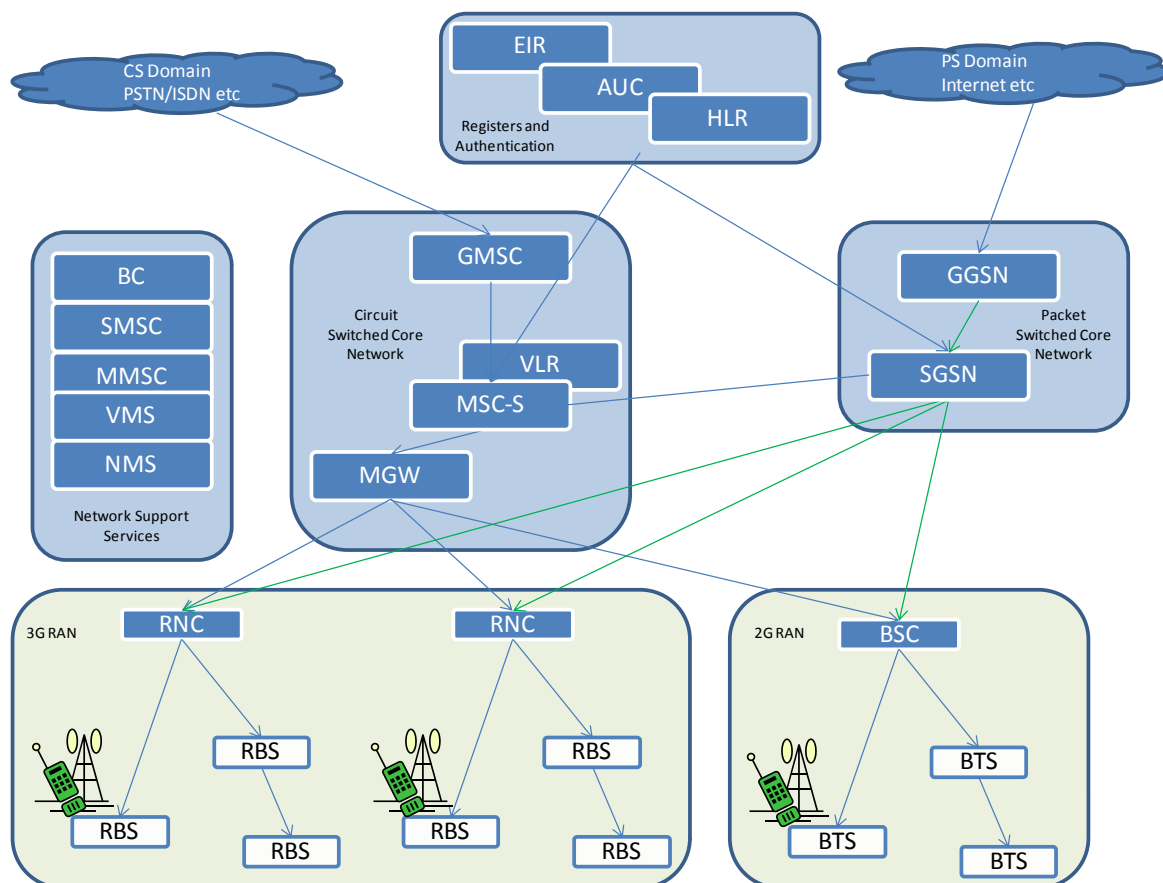 CS Domain
PSTN/ISDN etc
EIR
AUC
HLR
Registers and
Authentication
PS Domain
Internet etc
BC
SMSC
MMSC
VMS
NMS
Network Support
Services
GMSC
Circuit
Switched Core
Network
VLR
MSC-S
MGW
GGSN
Packet
Switched Core
Network
SGSN
3G RAN
RNC
RNC
RBS
RBS
RBS
RBS
RBS
RBS
2G RAN
BSC
BTS
BTS
BTS